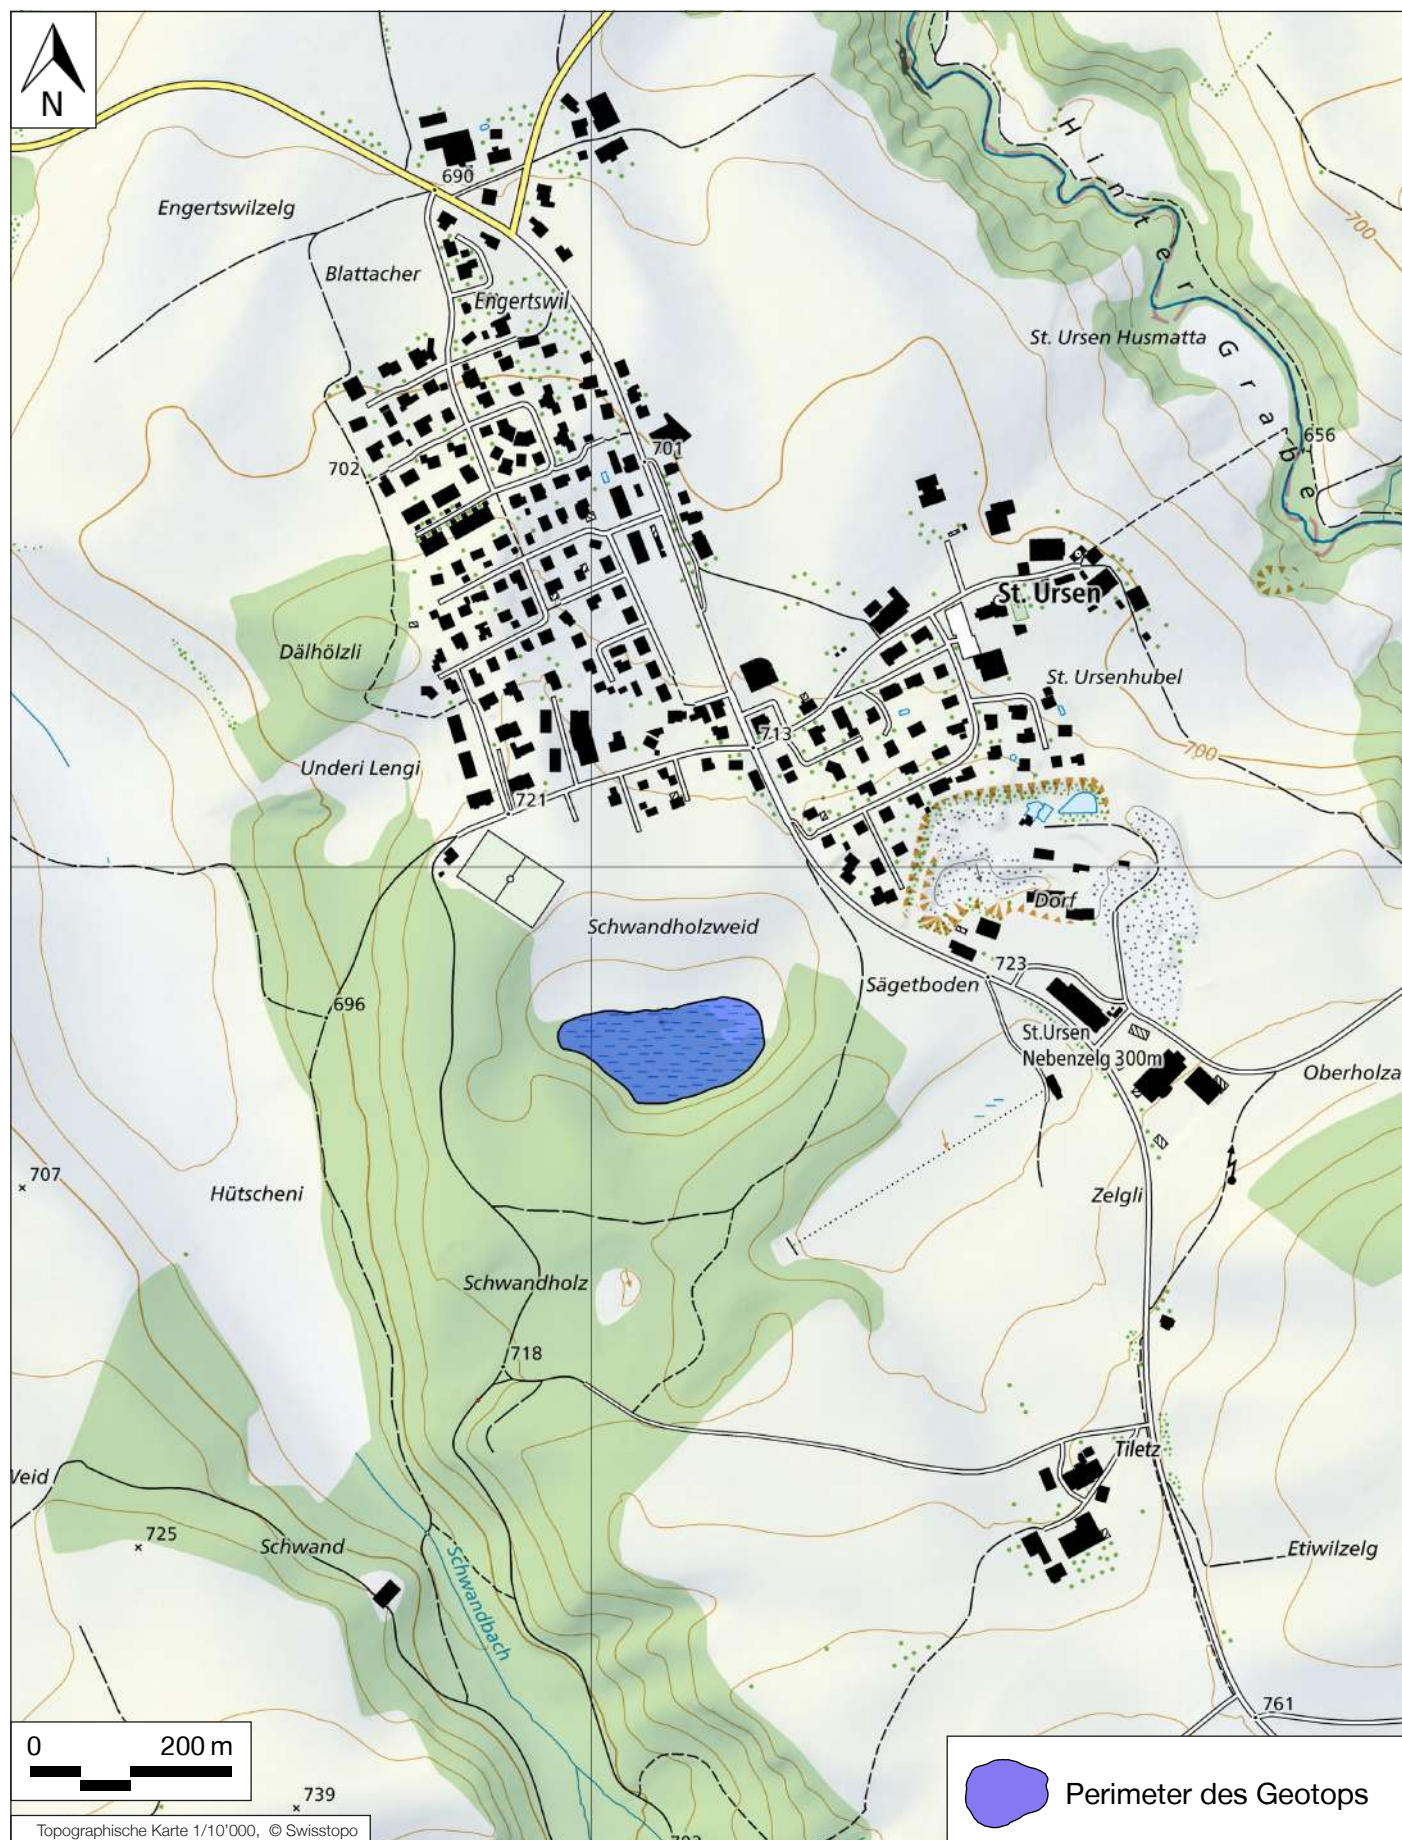 N
690
Engertswilzelg
Blattacher
Engertswil
Hinter Graben
700
St. Ursen Husmatta
656
701
702
St. Ursen
Dälhölzli
St. Ursenhubel
713
700
Underi Lengi
721
Dorf
Schwandholzweid
723
Sägetboden
696
St.Ursen
Nebenzelg 300m
Oberholza
707
Hütscheni
Zelgli
Schwandholz
718
Tiletz
725
Schwand
Etiwilzelg
Schwandbach
761
0 200 m
739
Perimeter des Geotops
Topographische Karte 1/10'000, © Swisstopo